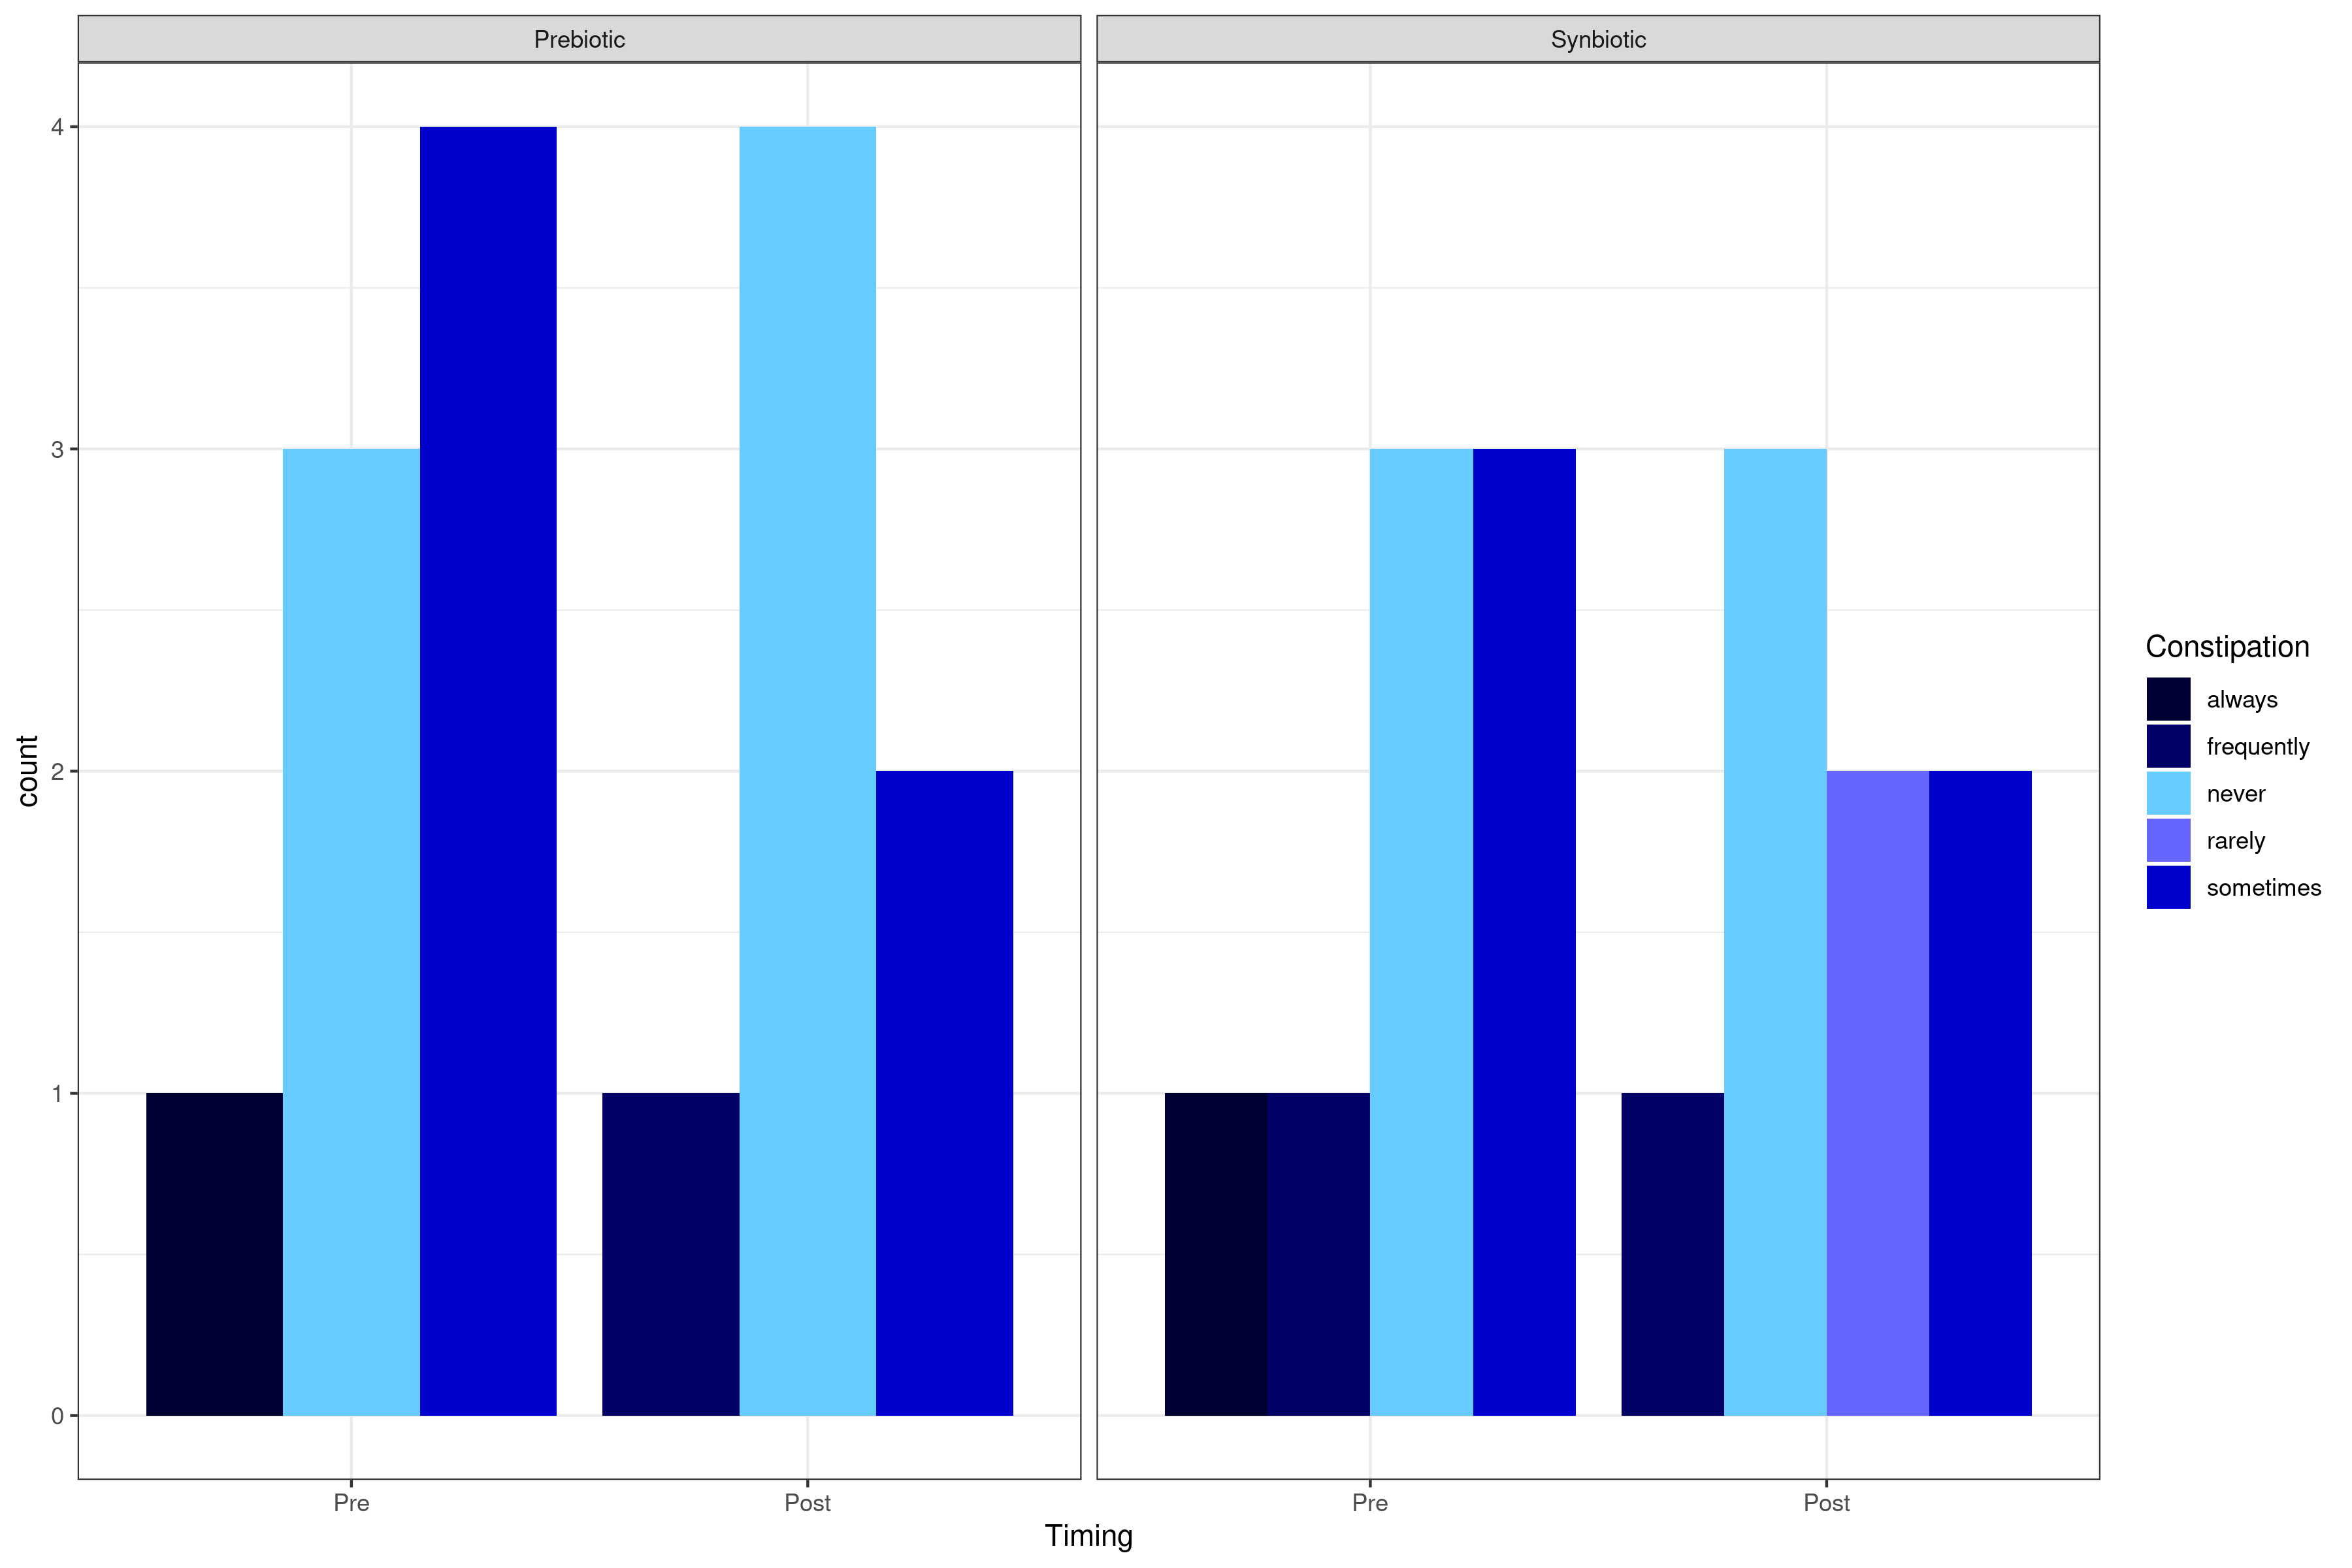 Prebiotic
Synbiotic
count
4
3
2
1
0
Pre
Post
Pre
Post
Timing
Constipation
always
frequently
never
rarely
sometimes